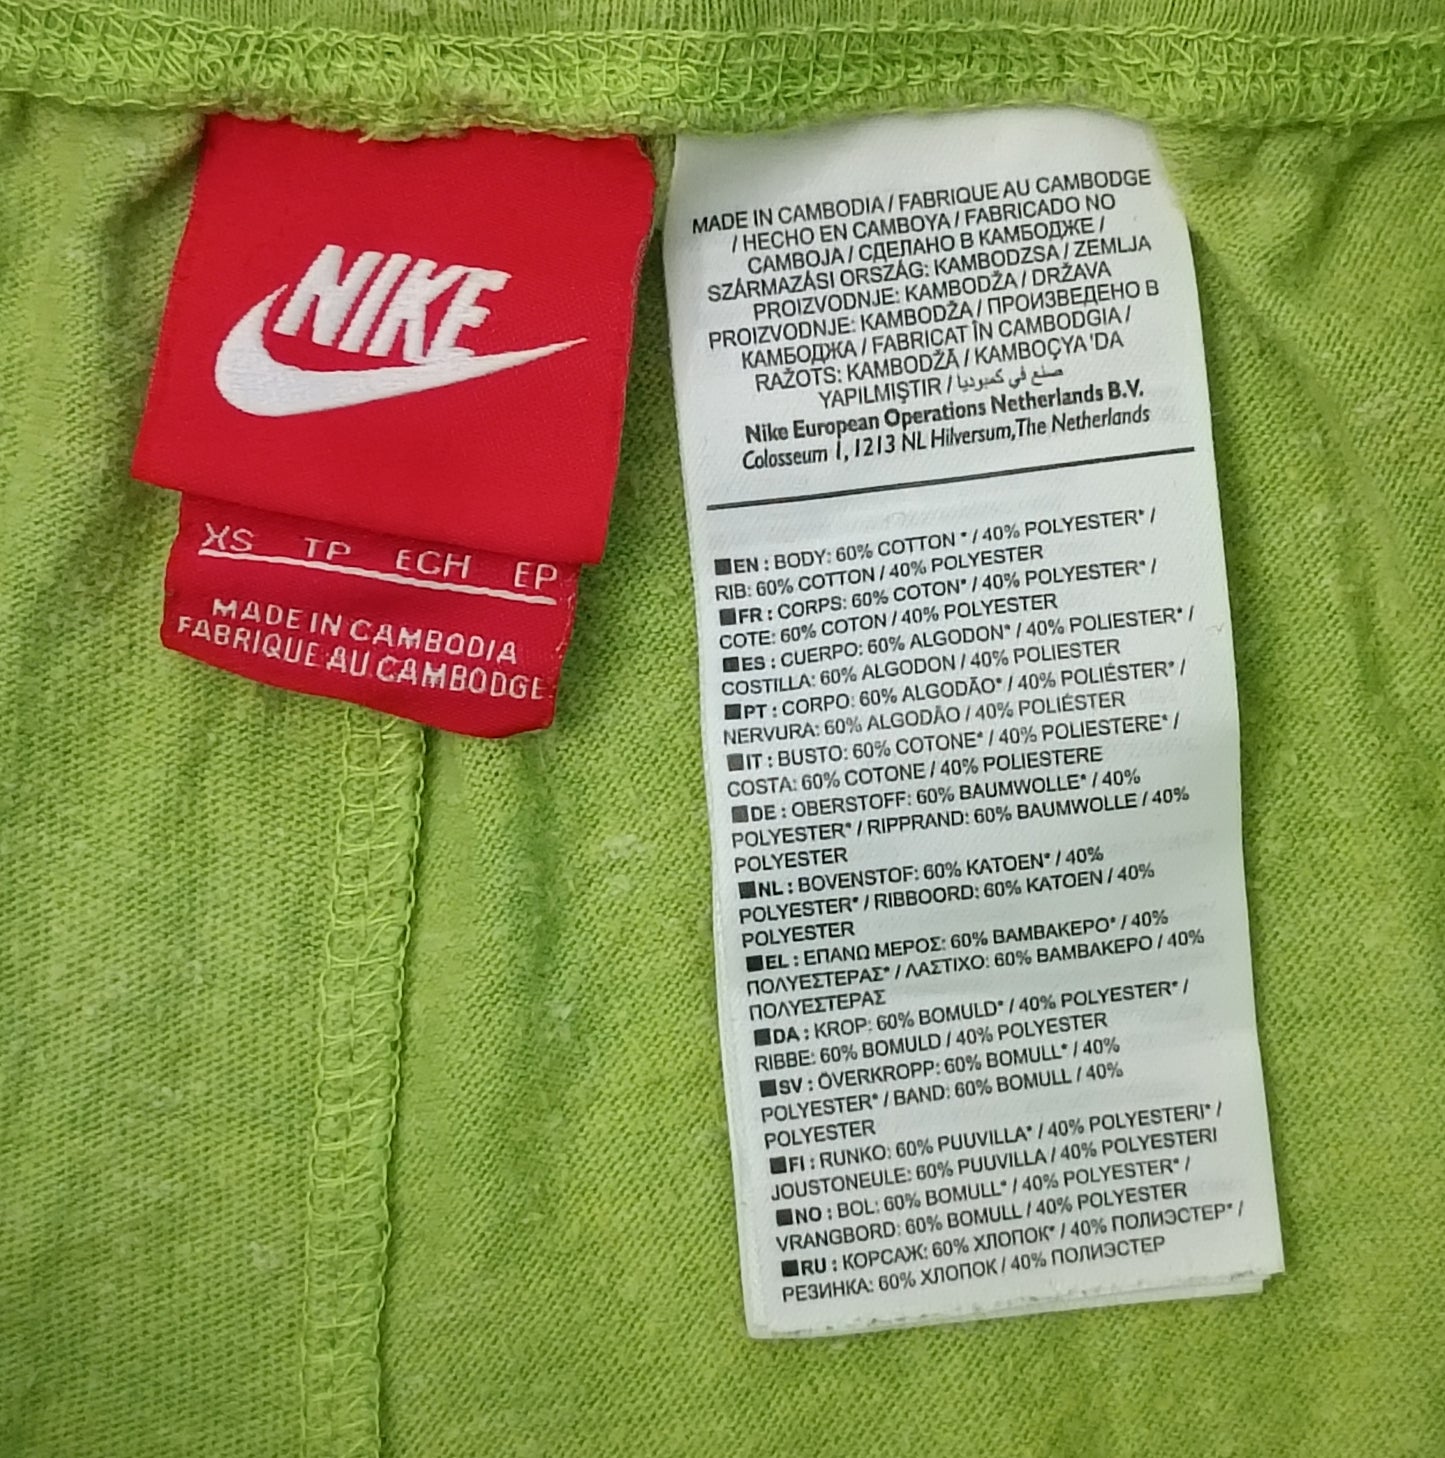 NIKE
XS TP ECH EP
MADE IN CAMBODIA
FABRIQUE AU CAMBODGE
MADE IN CAMBODIA / FABRIQUE AU CAMBODGE
/ HECHO EN CAMBOYA / FABRICADO NO
CAMBOJA / СДЕЛАНО В КАМБОДЖЕ /
SZÁRMAZÁSI ORSZÁG: KAMBODZSA / ZEMLJA
PROIZVODNJE: KAMBODŽA / DRŽAVA
PROIZVODNJE: KAMBODŽA / ПРОИЗВЕДЕНО В
КАМБОДЖА / FABRICAT ÎN CAMBODGIA /
RAŽOTS: KAMBODŽĀ / KAMBOÇYA'DA
YAPILMIŞTIR / صنع في كمبوديا
Nike European Operations Netherlands B.V.
Colosseum 1, 1213 NL Hilversum, The Netherlands
EN : BODY: 60% COTTON* / 40% POLYESTER* /
RIB: 60% COTTON / 40% POLYESTER
FR : CORPS: 60% COTON* / 40% POLYESTER* /
COTE: 60% COTON / 40% POLYESTER
ES : CUERPO: 60% ALGODON* / 40% POLIESTER* /
COSTILLA: 60% ALGODON / 40% POLIESTER
PT : CORPO: 60% ALGODÃO* / 40% POLIÉSTER* /
NERVURA: 60% ALGODÃO / 40% POLIÉSTER
IT : BUSTO: 60% COTONE* / 40% POLIESTERE* /
COSTA: 60% COTONE / 40% POLIESTERE
DE : OBERSTOFF: 60% BAUMWOLLE* / 40%
POLYESTER* / RIPPRAND: 60% BAUMWOLLE / 40%
POLYESTER
NL : BOVENSTOF: 60% KATOEN* / 40%
POLYESTER* / RIBBOORD: 60% KATOEN / 40%
POLYESTER
EL : ΕΠΑΝΩ ΜΕΡΟΣ: 60% ΒΑΜΒΑΚΕΡΟ* / 40%
ΠΟΛΥΕΣΤΕΡΑΣ* / ΛΑΣΤΙΧΟ: 60% ΒΑΜΒΑΚΕΡΟ / 40%
ΠΟΛΥΕΣΤΕΡΑΣ
DA : KROP: 60% BOMULD* / 40% POLYESTER* /
RIBBE: 60% BOMULD / 40% POLYESTER
SV : ÖVERKROPP: 60% BOMULL* / 40%
POLYESTER* / BAND: 60% BOMULL / 40%
POLYESTER
FI : RUNKO: 60% PUUVILLA* / 40% POLYESTERI* /
JOUSTONEULE: 60% PUUVILLA / 40% POLYESTERI
NO : BOL: 60% BOMULL* / 40% POLYESTER* /
VRANGBORD: 60% BOMULL / 40% POLYESTER
RU : КОРСАЖ: 60% ХЛОПОК* / 40% ПОЛИЭСТЕР* /
РЕЗИНКА: 60% ХЛОПОК / 40% ПОЛИЭСТЕР